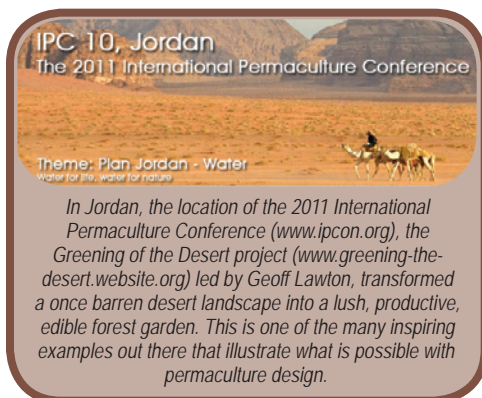 IPC 10, Jordan
The 2011 International Permaculture Conference
Theme: Plan Jordan - Water
Water for life, water for nature
In Jordan, the location of the 2011 International
Permaculture Conference (www.ipcon.org), the
Greening of the Desert project (www.greening-the-
desert.website.org) led by Geoff Lawton, transformed
a once barren desert landscape into a lush, productive,
edible forest garden. This is one of the many inspiring
examples out there that illustrate what is possible with
permaculture design.